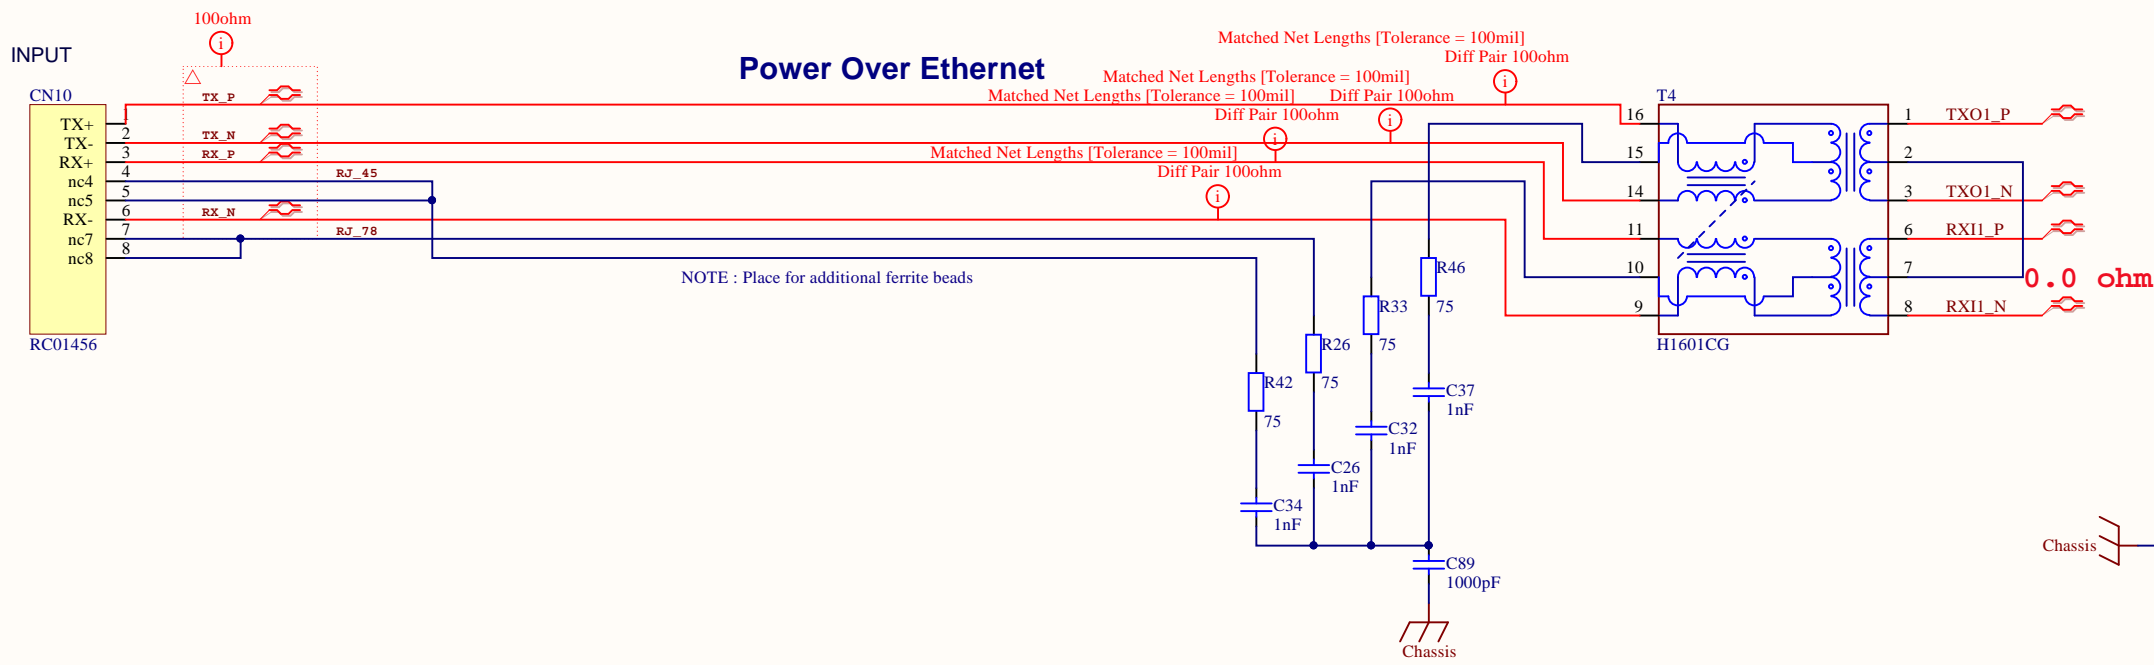 100ohm
i
INPUT
Power Over Ethernet
Matched Net Lengths [Tolerance = 100mil]
Diff Pair 100ohm
i
Matched Net Lengths [Tolerance = 100mil]
Diff Pair 100ohm
i
Matched Net Lengths [Tolerance = 100mil]
Diff Pair 100ohm
i
Matched Net Lengths [Tolerance = 100mil]
Diff Pair 100ohm
i
CN10
TX+ 1 TX_P
TX- 2 TX_N
RX+ 3 RX_P
nc4 4 RJ_45
nc5 5
RX- 6 RX_N
nc7 7 RJ_78
nc8 8
RC01456
NOTE : Place for additional ferrite beads
T4
16 1 TXO1_P
15 2
14 3 TXO1_N
11 6 RXI1_P
10 7
0.0 ohm
9 8 RXI1_N
H1601CG
R46
75
R33
75
R26
75
R42
75
C37
1nF
C32
1nF
C26
1nF
C34
1nF
C89
1000pF
Chassis
Chassis